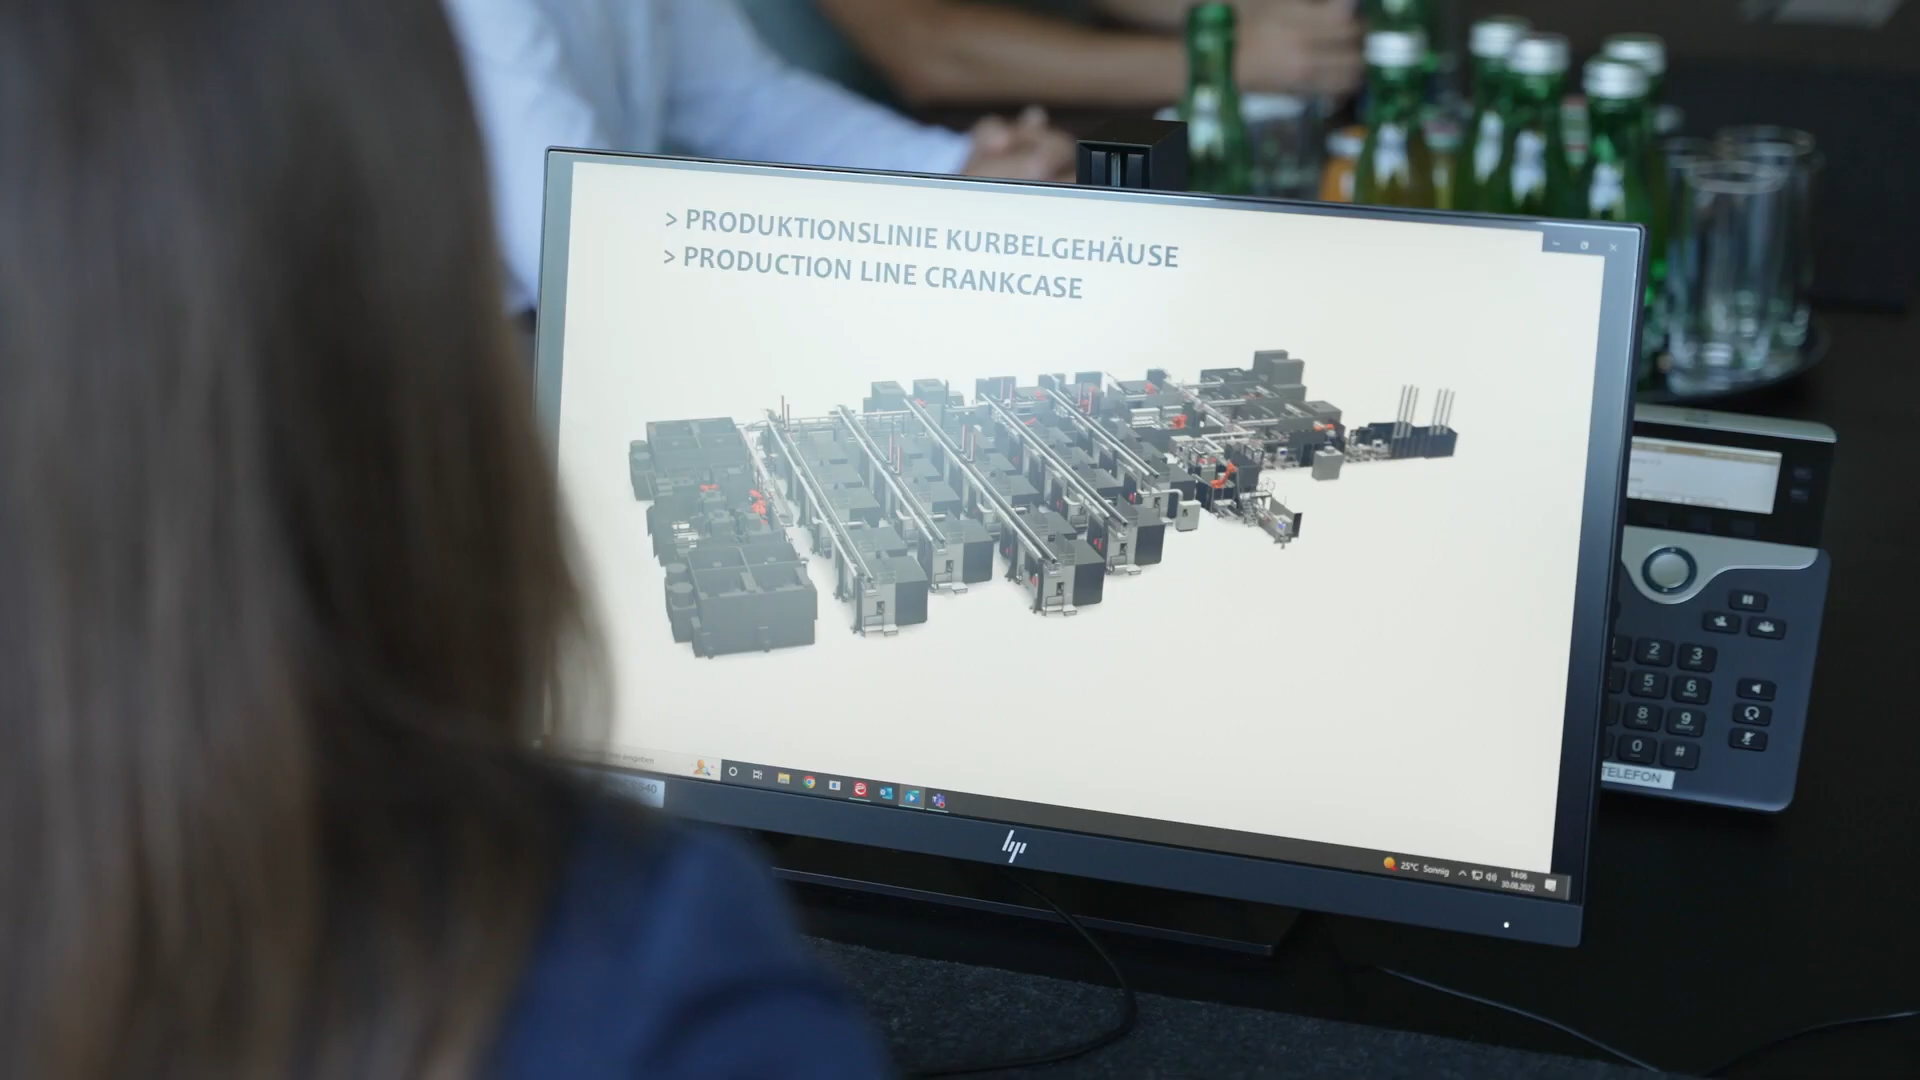 > PRODUKTIONSLINIE KURBELGEHÄUSE
> PRODUCTION LINE CRANKCASE
25°C Sonnig
14:06
30.08.2022
hp
2
3
5
6
8
9
0
#
TELEFON